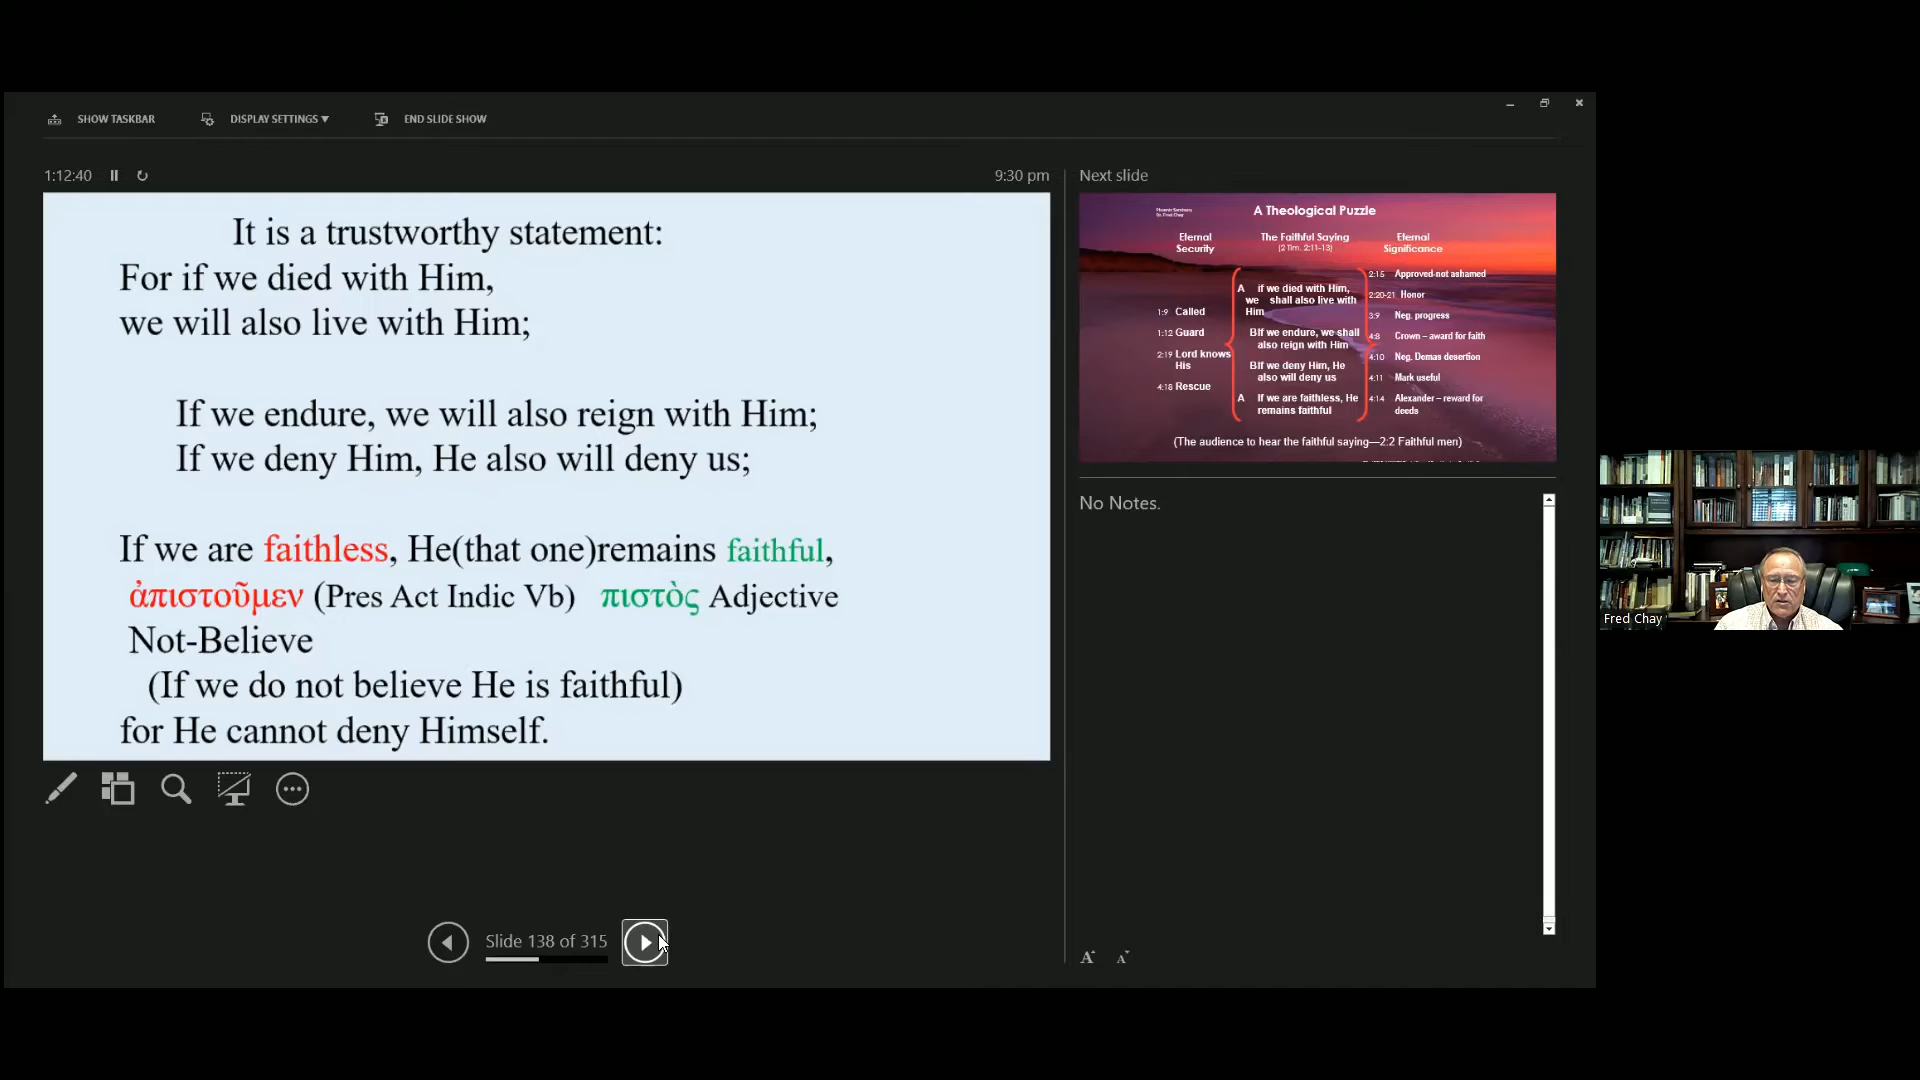 SHOW TASKBAR
DISPLAY SETTINGS ▾
END SLIDE SHOW
1:12:40
9:30 pm
It is a trustworthy statement:
For if we died with Him,
we will also live with Him;
If we endure, we will also reign with Him;
If we deny Him, He also will deny us;
If we are faithless, He(that one)remains faithful,
ἀπιστοῦμεν (Pres Act Indic Vb) πιστὸς Adjective
Not-Believe
(If we do not believe He is faithful)
for He cannot deny Himself.
Slide 138 of 315
Next slide
Phoenix Seminary
Dr. Fred Chay
A Theological Puzzle
Eternal
Security
1:9 Called
1:12 Guard
2:19 Lord knows
His
4:18 Rescue
The Faithful Saying
(2 Tim. 2:11-13)
A if we died with Him,
we shall also live with
Him
BIf we endure, we shall
also reign with Him
BIf we deny Him, He
also will deny us
A If we are faithless, He
remains faithful
Eternal
Significance
2:15 Approved-not ashamed
2:20-21 Honor
3:9 Neg. progress
4:8 Crown – award for faith
4:10 Neg. Demas desertion
4:11 Mark useful
4:14 Alexander – reward for
deeds
(The audience to hear the faithful saying—2:2 Faithful men)
No Notes.
A A
Fred Chay